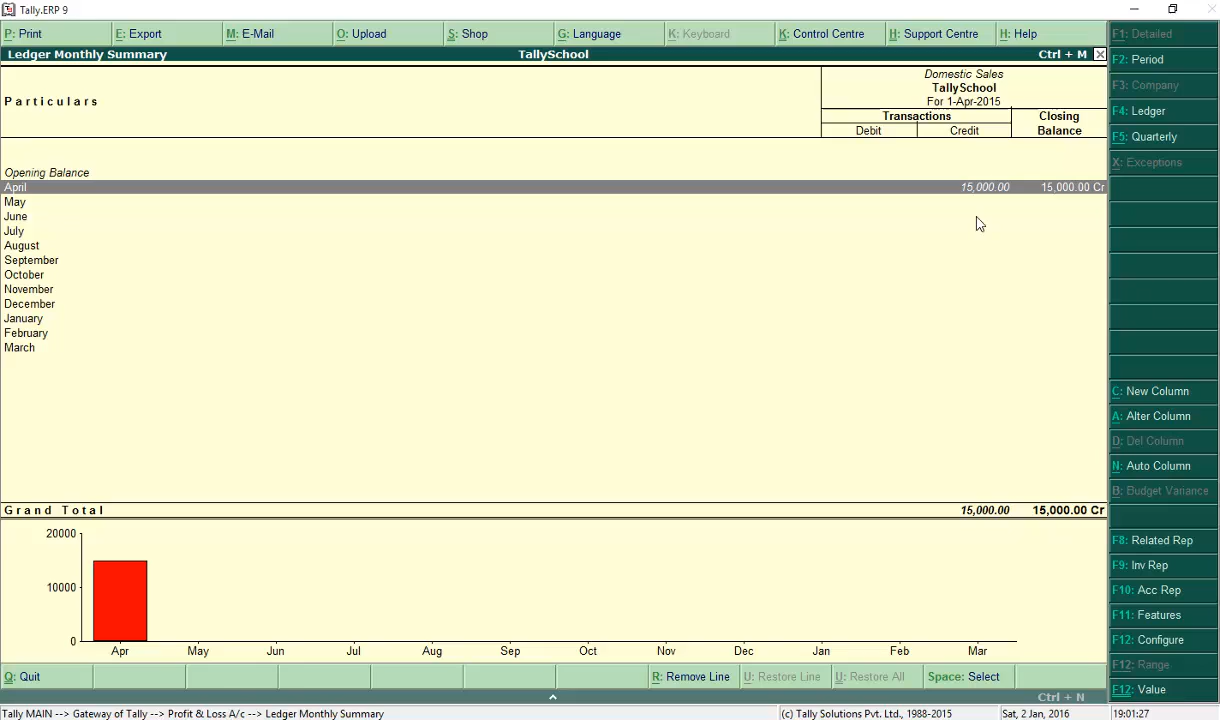 Tally.ERP 9
P: Print
E: Export
M: E-Mail
O: Upload
S: Shop
G: Language
K: Keyboard
K: Control Centre
H: Support Centre
H: Help
Ledger Monthly Summary
TallySchool
Ctrl + M
Particulars
Domestic Sales
TallySchool
For 1-Apr-2015
Transactions
Closing
Debit
Credit
Balance
Opening Balance
April 15,000.00 15,000.00 Cr
May
June
July
August
September
October
November
December
January
February
March
Grand Total 15,000.00 15,000.00 Cr
20000
10000
0
Apr May Jun Jul Aug Sep Oct Nov Dec Jan Feb Mar
Q: Quit
R: Remove Line
U: Restore Line
U: Restore All
Space: Select
Ctrl + N
Tally MAIN --> Gateway of Tally --> Profit & Loss A/c --> Ledger Monthly Summary
(c) Tally Solutions Pvt. Ltd., 1988-2015
Sat, 2 Jan, 2016
19:01:27
F1: Detailed
F2: Period
F3: Company
F4: Ledger
F5: Quarterly
X: Exceptions
C: New Column
A: Alter Column
D: Del Column
N: Auto Column
B: Budget Variance
F8: Related Rep
F9: Inv Rep
F10: Acc Rep
F11: Features
F12: Configure
F12: Range
F12: Value